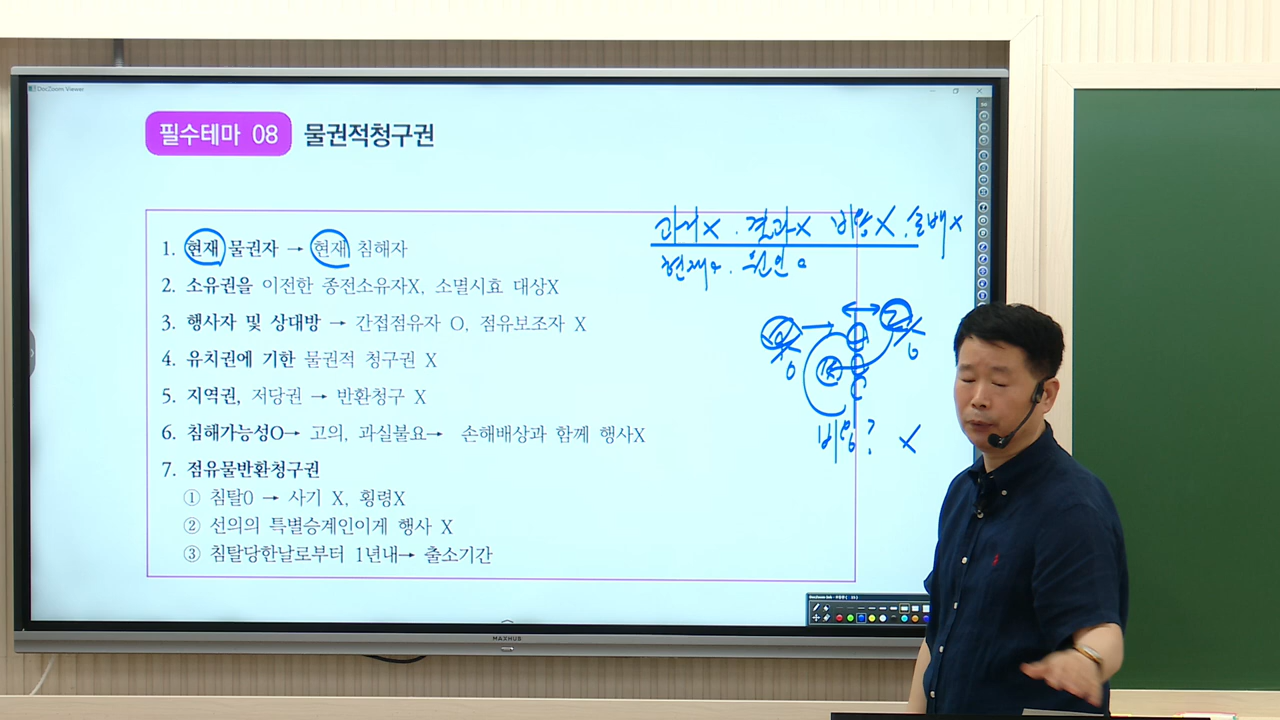 DocZoom Viewer
필수테마 08 물권적청구권
과거X . 결과X 비용X . 손배X
현재o . 원인o
1. 현재 물권자 → 현재 침해자
2. 소유권을 이전한 종전소유자X, 소멸시효 대상X
3. 행사자 및 상대방 → 간접점유자 O, 점유보조자 X
4. 유치권에 기한 물권적 청구권 X
5. 지역권, 저당권 → 반환청구 X
6. 침해가능성O→ 고의, 과실불요→ 손해배상과 함께 행사X
비용? X
7. 점유물반환청구권
① 침탈0 → 사기 X, 횡령X
② 선의의 특별승계인이게 행사 X
③ 침탈당한날로부터 1년내→ 출소기간
MAXHUB